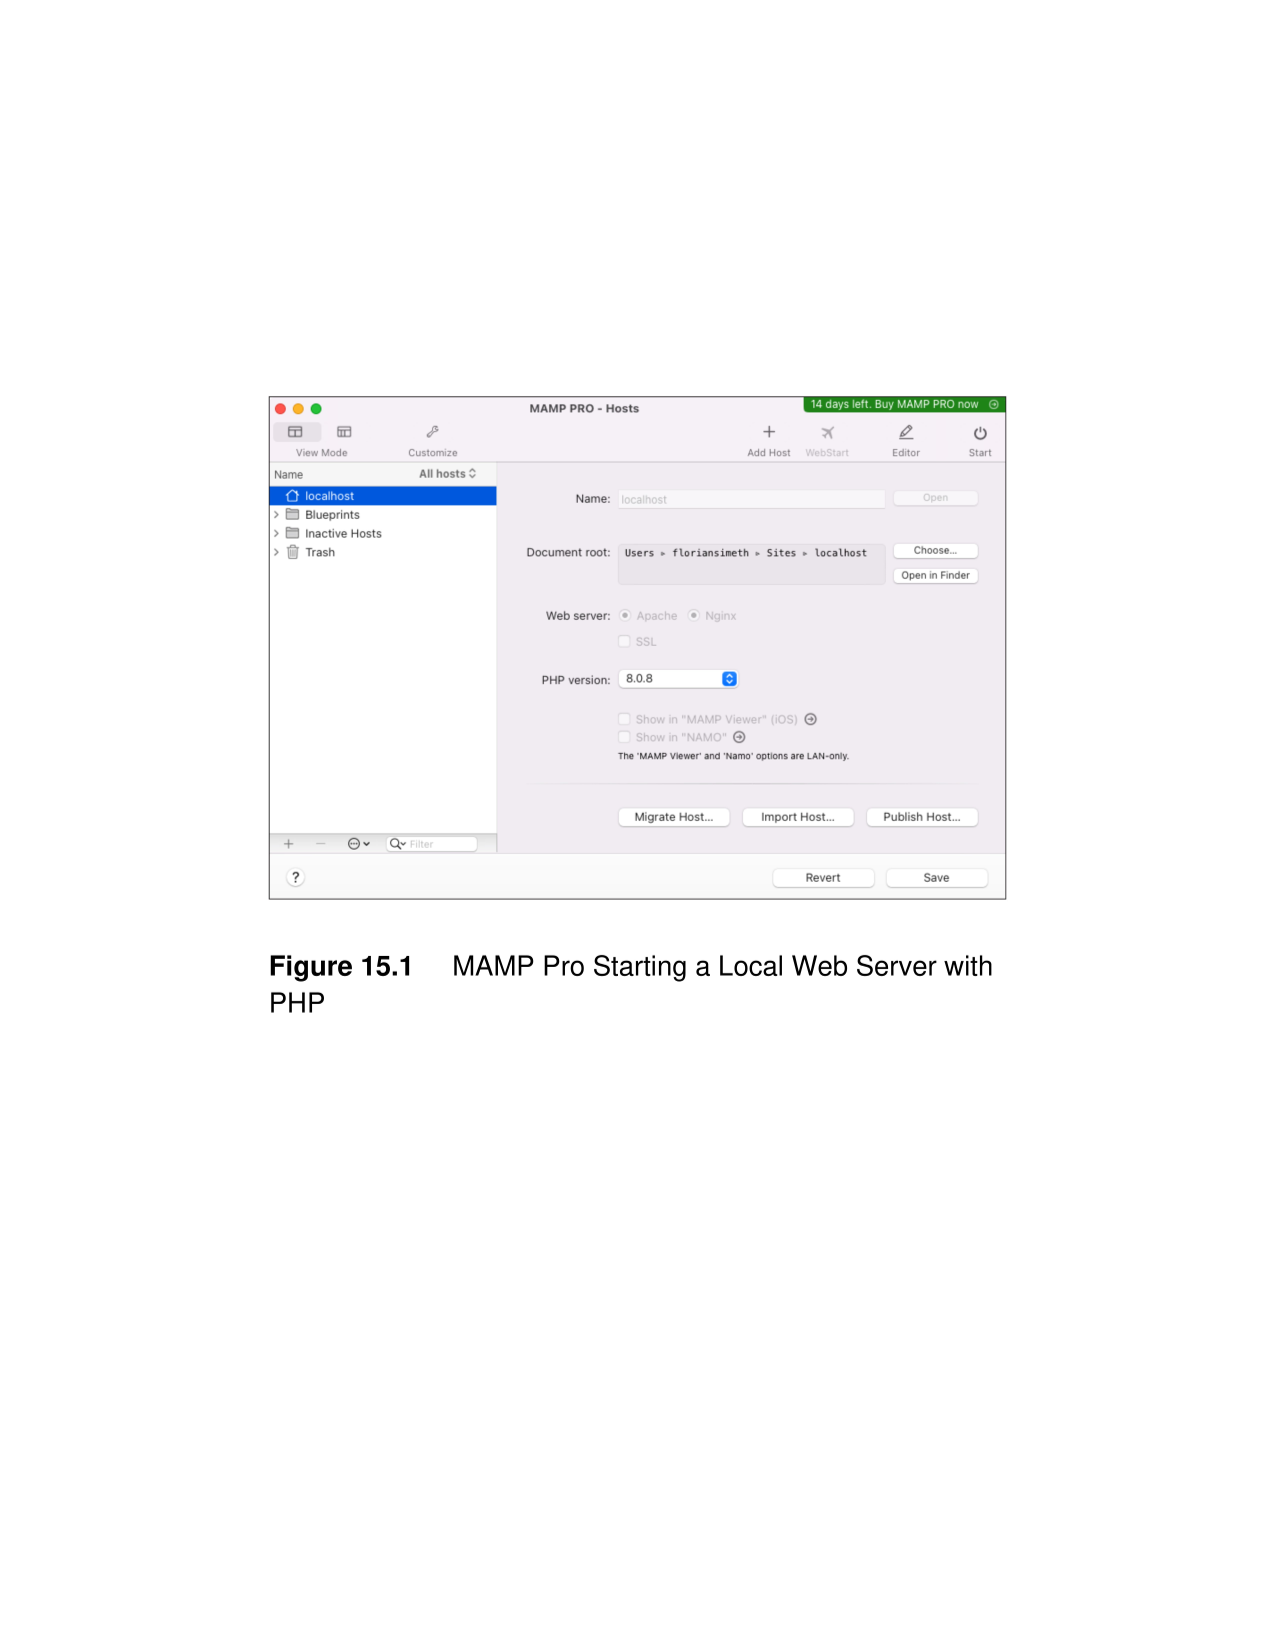 MAMP PRO - Hosts
14 days left. Buy MAMP PRO now
View Mode
Customize
Add Host
WebStart
Editor
Start
Name
All hosts
localhost
Blueprints
Inactive Hosts
Trash
Name: localhost
Open
Document root: Users ▸ floriansimeth ▸ Sites ▸ localhost
Choose...
Open in Finder
Web server: Apache Nginx
SSL
PHP version: 8.0.8
Show in "MAMP Viewer" (iOS)
Show in "NAMO"
The 'MAMP Viewer' and 'Namo' options are LAN-only.
Migrate Host...
Import Host...
Publish Host...
Filter
?
Revert
Save
Figure 15.1 MAMP Pro Starting a Local Web Server with
PHP